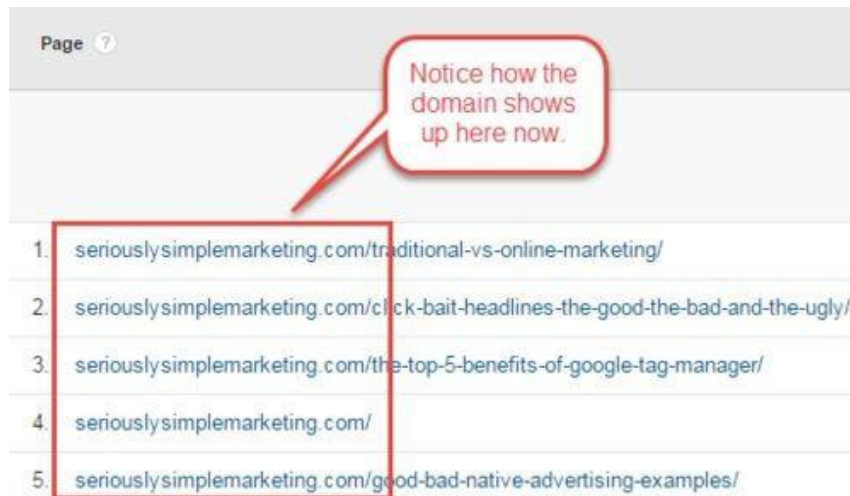 Page ?
Notice how the
domain shows
up here now.
1. seriouslysimplemarketing.com/traditional-vs-online-marketing/
2. seriouslysimplemarketing.com/click-bait-headlines-the-good-the-bad-and-the-ugly/
3. seriouslysimplemarketing.com/the-top-5-benefits-of-google-tag-manager/
4. seriouslysimplemarketing.com/
5. seriouslysimplemarketing.com/good-bad-native-advertising-examples/